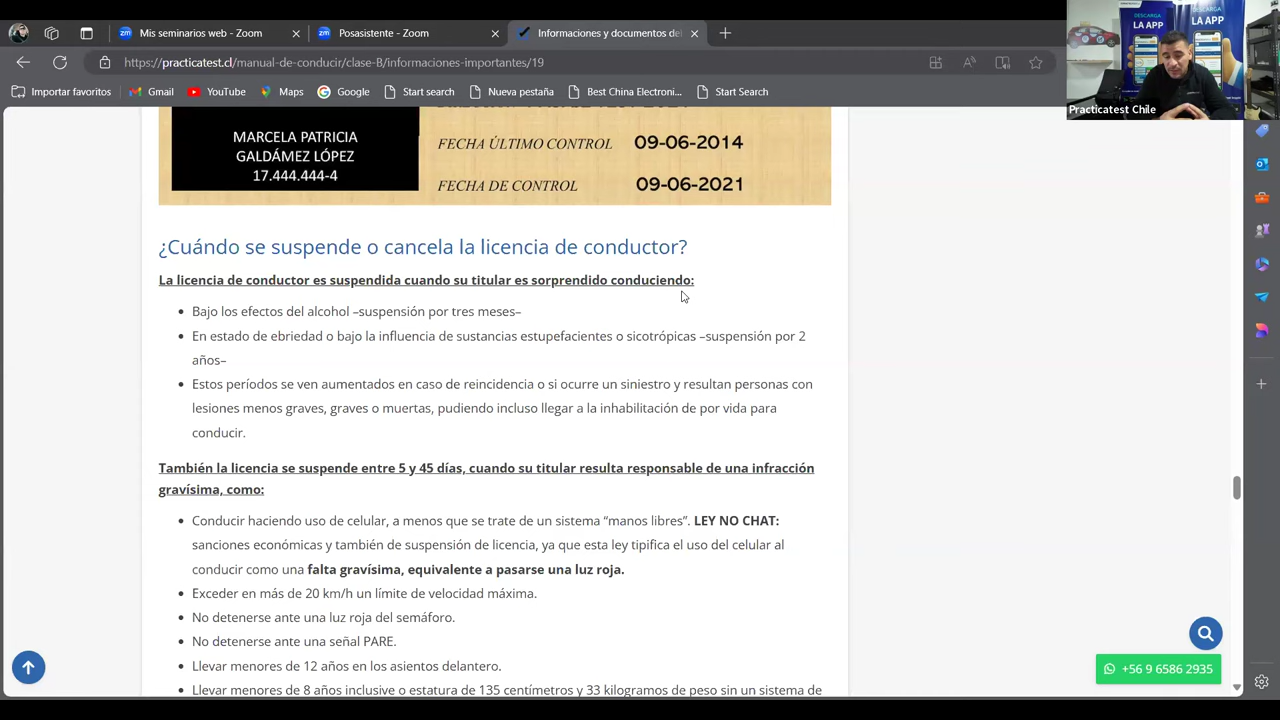 Mis seminarios web - Zoom
Posasistente - Zoom
Informaciones y documentos del
https://practicatest.cl/manual-de-conducir/clase-B/informaciones-importantes/19
Importar favoritos
Gmail
YouTube
Maps
Google
Start search
Nueva pestaña
Best China Electroni...
Start Search
DESCARGA
LA APP
DESCARGA
LA APP
Practicatest Chile
MARCELA PATRICIA
GALDÁMEZ LÓPEZ
17.444.444-4
FECHA ÚLTIMO CONTROL 09-06-2014
FECHA DE CONTROL 09-06-2021
¿Cuándo se suspende o cancela la licencia de conductor?
La licencia de conductor es suspendida cuando su titular es sorprendido conduciendo:
Bajo los efectos del alcohol –suspensión por tres meses–
En estado de ebriedad o bajo la influencia de sustancias estupefacientes o sicotrópicas –suspensión por 2
años–
Estos períodos se ven aumentados en caso de reincidencia o si ocurre un siniestro y resultan personas con
lesiones menos graves, graves o muertas, pudiendo incluso llegar a la inhabilitación de por vida para
conducir.
También la licencia se suspende entre 5 y 45 días, cuando su titular resulta responsable de una infracción
gravísima, como:
Conducir haciendo uso de celular, a menos que se trate de un sistema “manos libres”. LEY NO CHAT:
sanciones económicas y también de suspensión de licencia, ya que esta ley tipifica el uso del celular al
conducir como una falta gravísima, equivalente a pasarse una luz roja.
Exceder en más de 20 km/h un límite de velocidad máxima.
No detenerse ante una luz roja del semáforo.
No detenerse ante una señal PARE.
Llevar menores de 12 años en los asientos delantero.
Llevar menores de 8 años inclusive o estatura de 135 centímetros y 33 kilogramos de peso sin un sistema de
+56 9 6586 2935